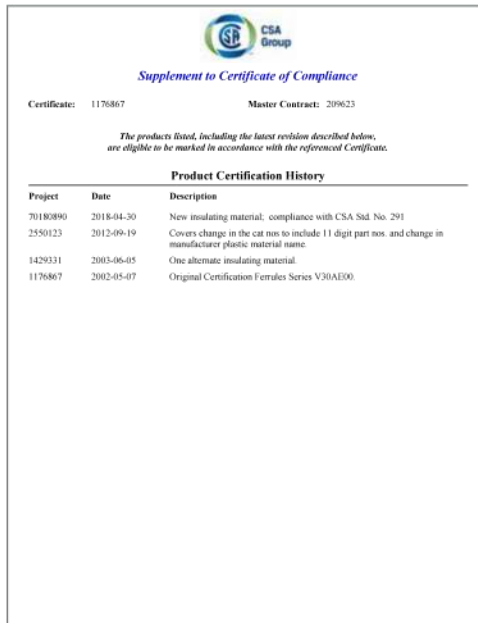 CSA
Group
Supplement to Certificate of Compliance
Certificate: 1176867 Master Contract: 209623
The products listed, including the latest revision described below,
are eligible to be marked in accordance with the referenced Certificate.
Product Certification History
Project Date Description
70180890 2018-04-30 New insulating material; compliance with CSA Std. No. 291
2550123 2012-09-19 Covers change in the cat nos to include 11 digit part nos. and change in
manufacturer plastic material name.
1429331 2003-06-05 One alternate insulating material.
1176867 2002-05-07 Original Certification Ferrules Series V30AE00.